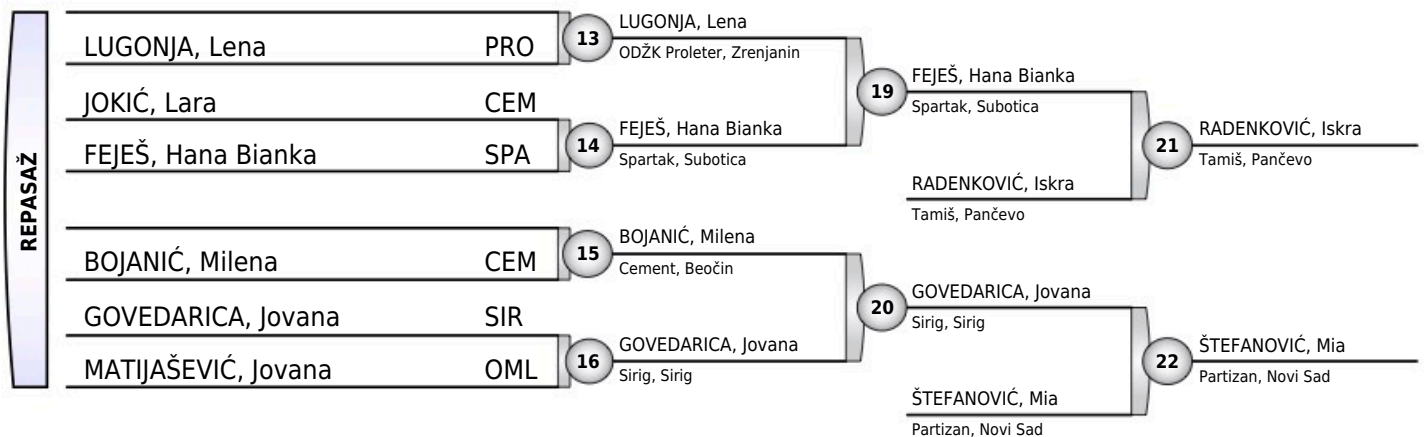 REPASAŽ
LUGONJA, Lena PRO
JOKIĆ, Lara CEM
FEJEŠ, Hana Bianka SPA
BOJANIĆ, Milena CEM
GOVEDARICA, Jovana SIR
MATIJAŠEVIĆ, Jovana OML
13
LUGONJA, Lena
ODŽK Proleter, Zrenjanin
14
FEJEŠ, Hana Bianka
Spartak, Subotica
15
BOJANIĆ, Milena
Cement, Beočin
16
GOVEDARICA, Jovana
Sirig, Sirig
19
FEJEŠ, Hana Bianka
Spartak, Subotica
RADENKOVIĆ, Iskra
Tamiš, Pančevo
20
GOVEDARICA, Jovana
Sirig, Sirig
ŠTEFANOVIĆ, Mia
Partizan, Novi Sad
21
RADENKOVIĆ, Iskra
Tamiš, Pančevo
22
ŠTEFANOVIĆ, Mia
Partizan, Novi Sad